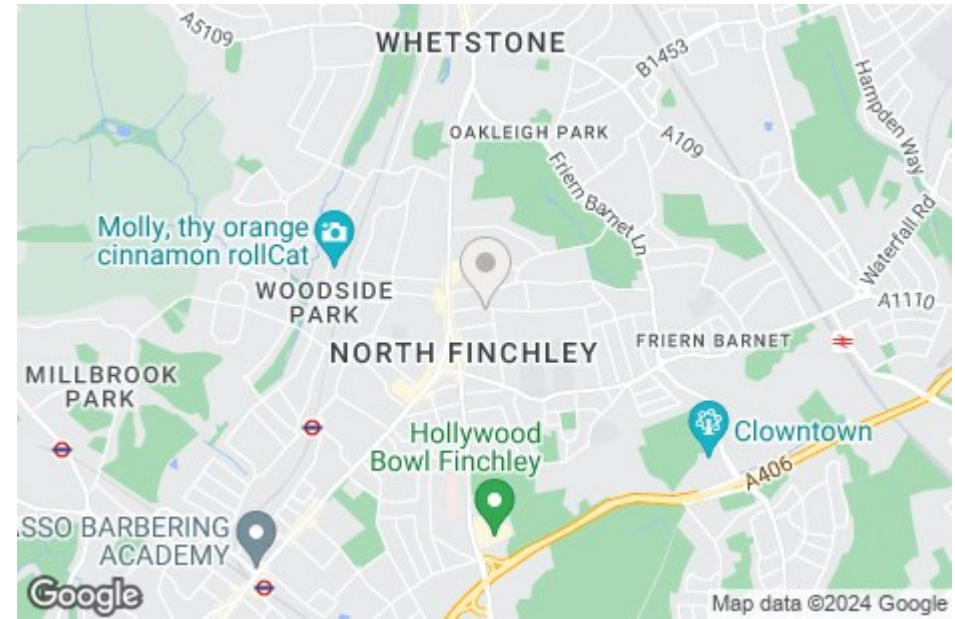 A5109
WHETSTONE
B1453
Hampden Way
OAKLEIGH PARK
A109
Friern Barnet Ln
Waterfall Rd
Molly, thy orange
cinnamon rollCat
WOODSIDE
PARK
A1110
NORTH FINCHLEY
FRIERN BARNET
MILLBROOK
PARK
Hollywood
Bowl Finchley
Clowntown
A406
ASSO BARBERING
ACADEMY
Google
Map data ©2024 Google